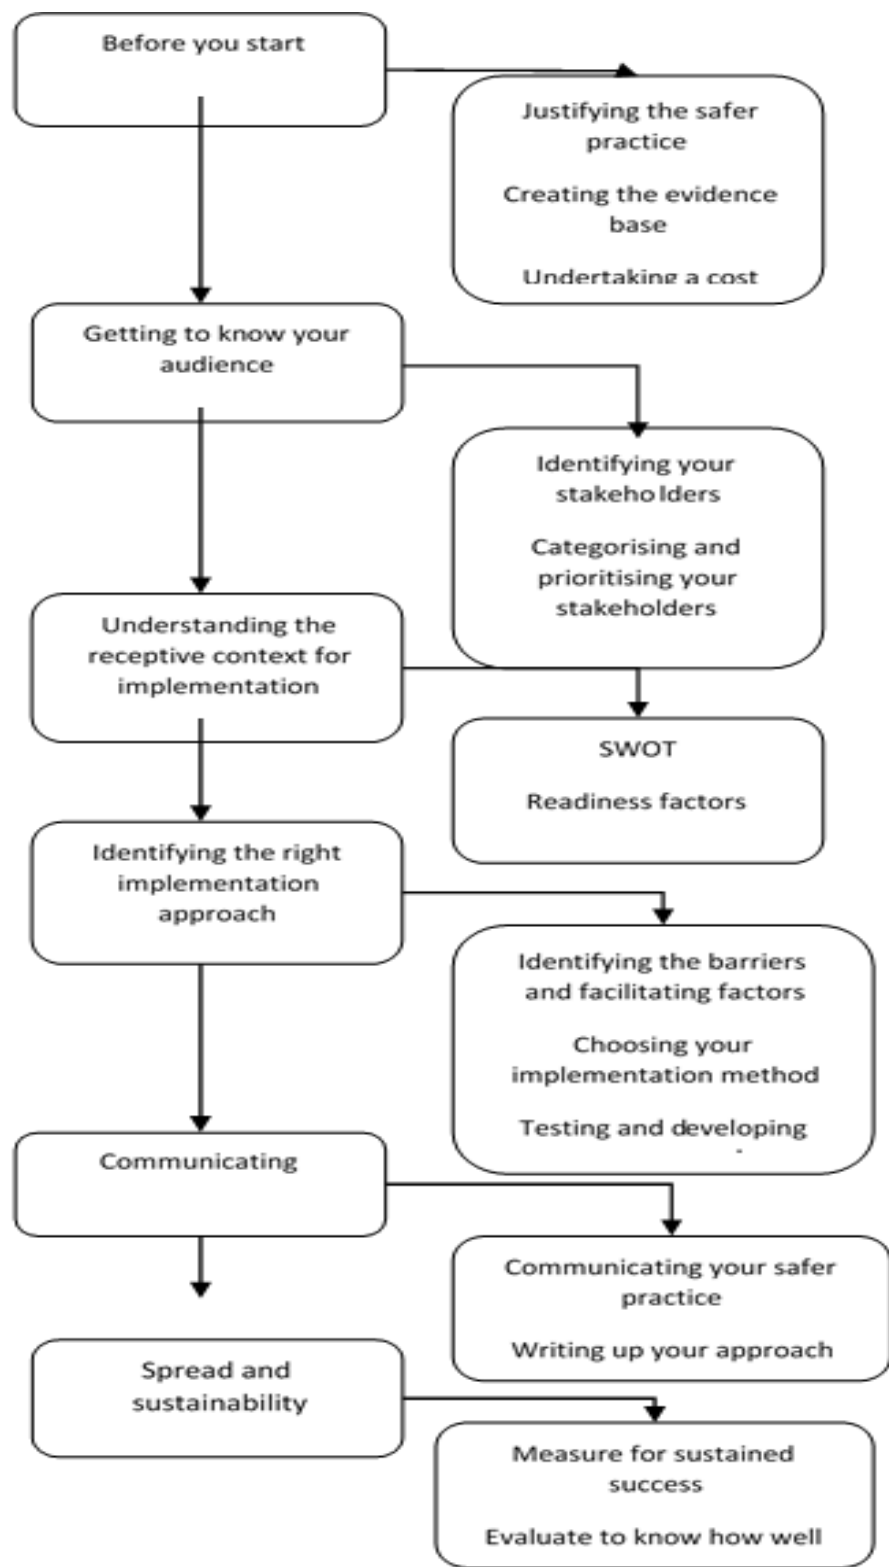 Before you start
Justifying the safer
practice
Creating the evidence
base
Undertaking a cost
Getting to know your
audience
Identifying your
stakeholders
Categorising and
prioritising your
stakeholders
Understanding the
receptive context for
implementation
SWOT
Readiness factors
Identifying the right
implementation
approach
Identifying the barriers
and facilitating factors
Choosing your
implementation method
Testing and developing
Communicating
Communicating your safer
practice
Writing up your approach
Spread and
sustainability
Measure for sustained
success
Evaluate to know how well